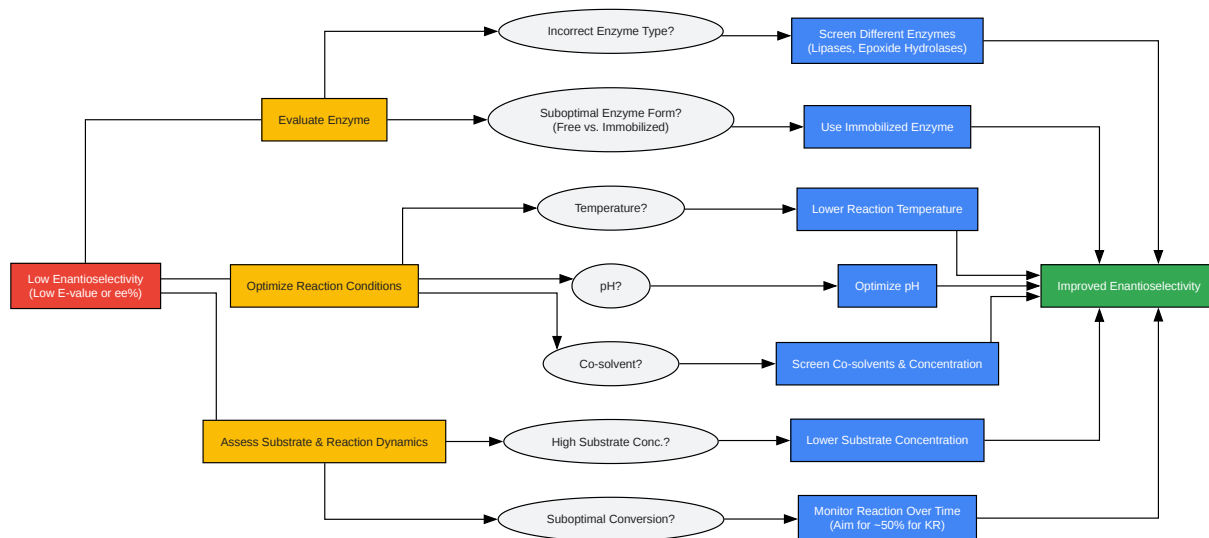 Incorrect Enzyme Type?
Screen Different Enzymes
(Lipases, Epoxide Hydrolases)
Evaluate Enzyme
Suboptimal Enzyme Form?
(Free vs. Immobilized)
Use Immobilized Enzyme
Temperature?
Lower Reaction Temperature
Low Enantioselectivity
(Low E-value or ee%)
Optimize Reaction Conditions
pH?
Optimize pH
Improved Enantioselectivity
Co-solvent?
Screen Co-solvents & Concentration
Assess Substrate & Reaction Dynamics
High Substrate Conc.?
Lower Substrate Concentration
Suboptimal Conversion?
Monitor Reaction Over Time
(Aim for ~50% for KR)